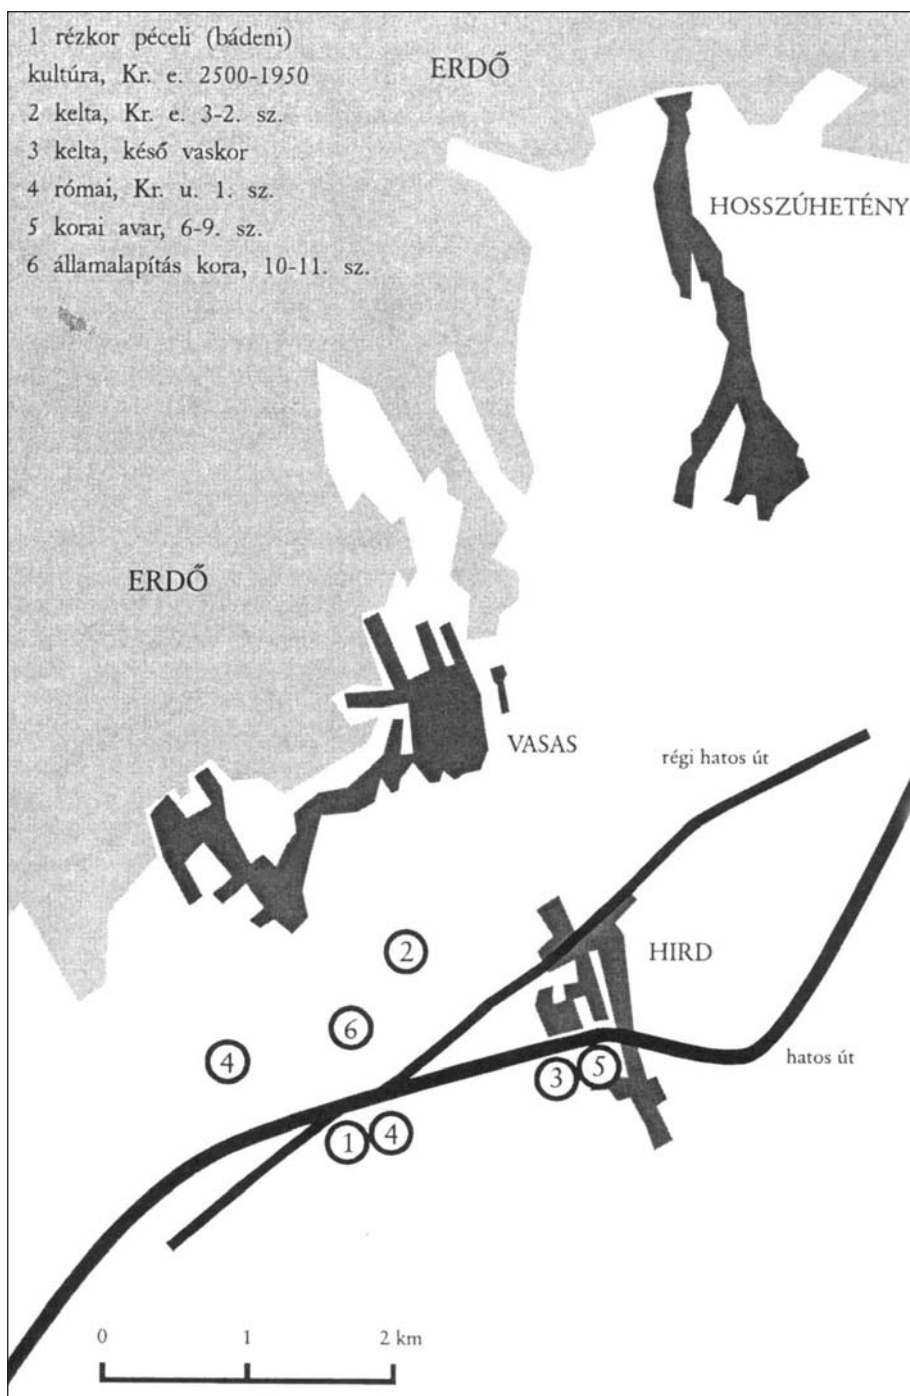 1 rézkor péceli (bádeni)
kultúra, Kr. e. 2500-1950
2 kelta, Kr. e. 3-2. sz.
3 kelta, késő vaskor
4 római, Kr. u. 1. sz.
5 korai avar, 6-9. sz.
6 államalapítás kora, 10-11. sz.
ERDŐ
HOSSZÚHETÉNY
ERDŐ
VASAS
régi hatos út
2
HIRD
6
4
hatos út
3
5
1
4
0
1
2 km